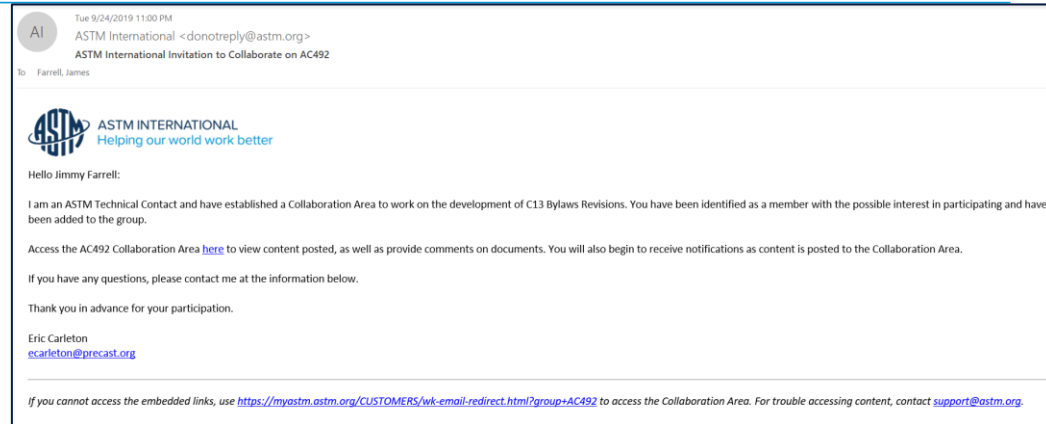 Tue 9/24/2019 11:00 PM
AI
ASTM International <donotreply@astm.org>
ASTM International Invitation to Collaborate on AC492
To Farrell, James
ASTM
ASTM INTERNATIONAL
Helping our world work better
Hello Jimmy Farrell:
I am an ASTM Technical Contact and have established a Collaboration Area to work on the development of C13 Bylaws Revisions. You have been identified as a member with the possible interest in participating and have
been added to the group.
Access the AC492 Collaboration Area here to view content posted, as well as provide comments on documents. You will also begin to receive notifications as content is posted to the Collaboration Area.
If you have any questions, please contact me at the information below.
Thank you in advance for your participation.
Eric Carleton
ecarleton@precast.org
If you cannot access the embedded links, use https://myastm.astm.org/CUSTOMERS/wk-email-redirect.html?group+AC492 to access the Collaboration Area. For trouble accessing content, contact support@astm.org.